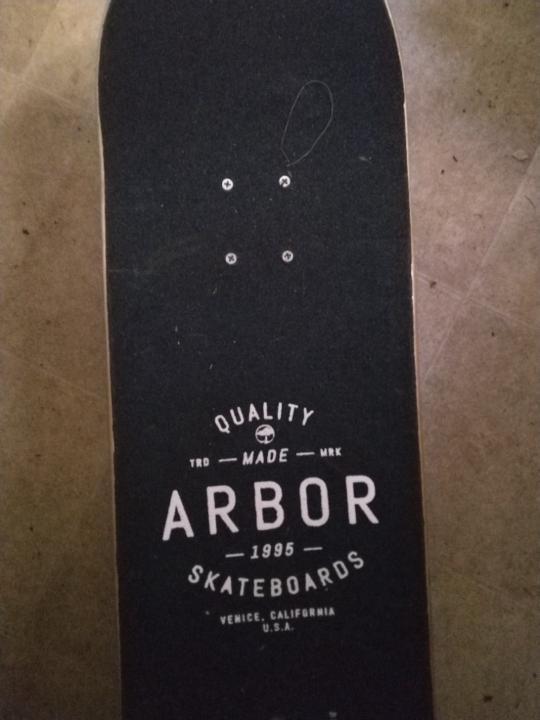 QUALITY
TRD — MADE — MRK
ARBOR
— 1995 —
SKATEBOARDS
VENICE, CALIFORNIA
U.S.A.